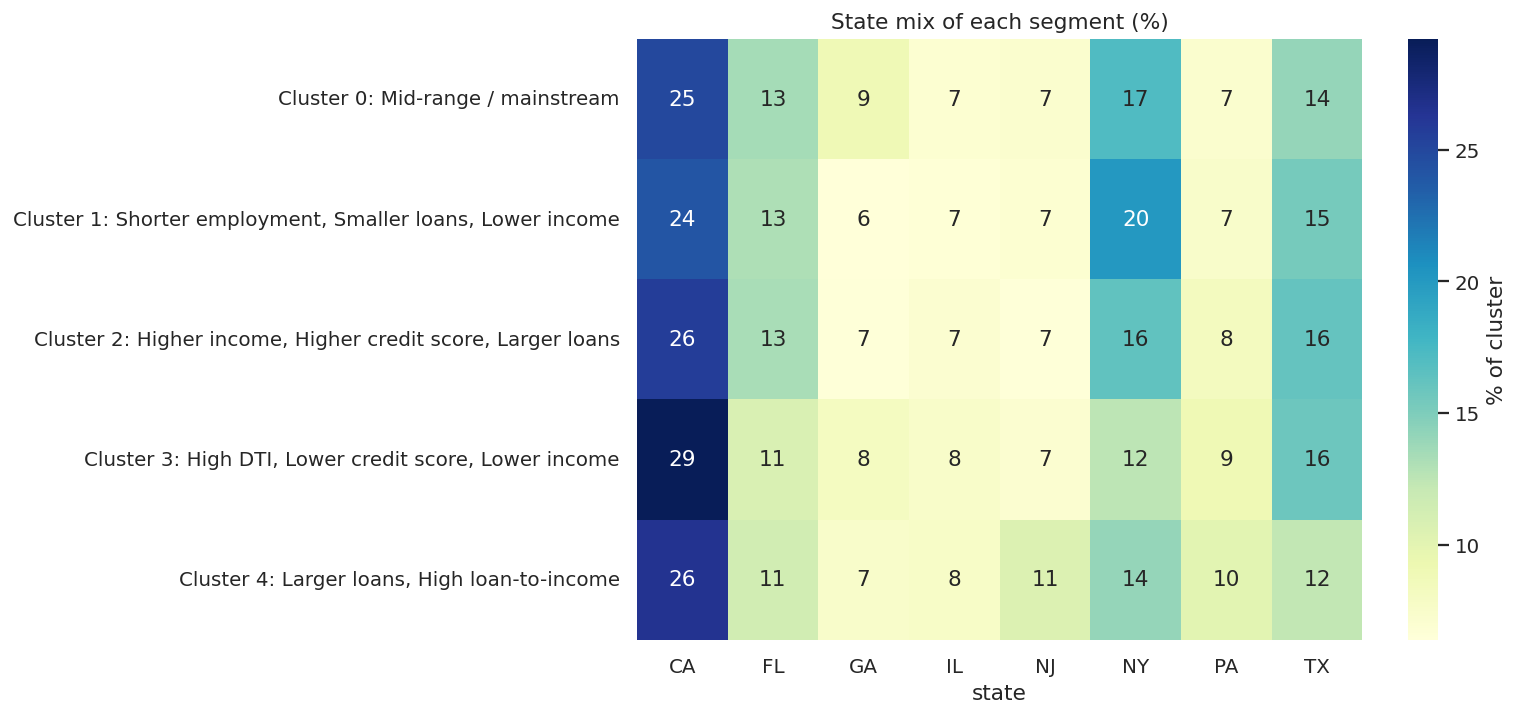 State mix of each segment (%)
Cluster 0: Mid-range / mainstream 25 13 9 7 7 17 7 14
Cluster 1: Shorter employment, Smaller loans, Lower income 24 13 6 7 7 20 7 15
Cluster 2: Higher income, Higher credit score, Larger loans 26 13 7 7 7 16 8 16
Cluster 3: High DTI, Lower credit score, Lower income 29 11 8 8 7 12 9 16
Cluster 4: Larger loans, High loan-to-income 26 11 7 8 11 14 10 12
CA FL GA IL NJ NY PA TX
state
25
20
15
10
% of cluster